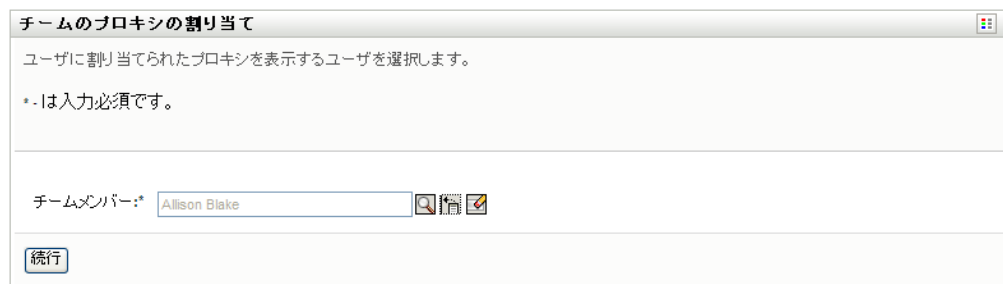 チームのプロキシの割り当て
ユーザに割り当てられたプロキシを表示するユーザを選択します。
* - は入力必須です。
チームメンバー:* Allison Blake
続行